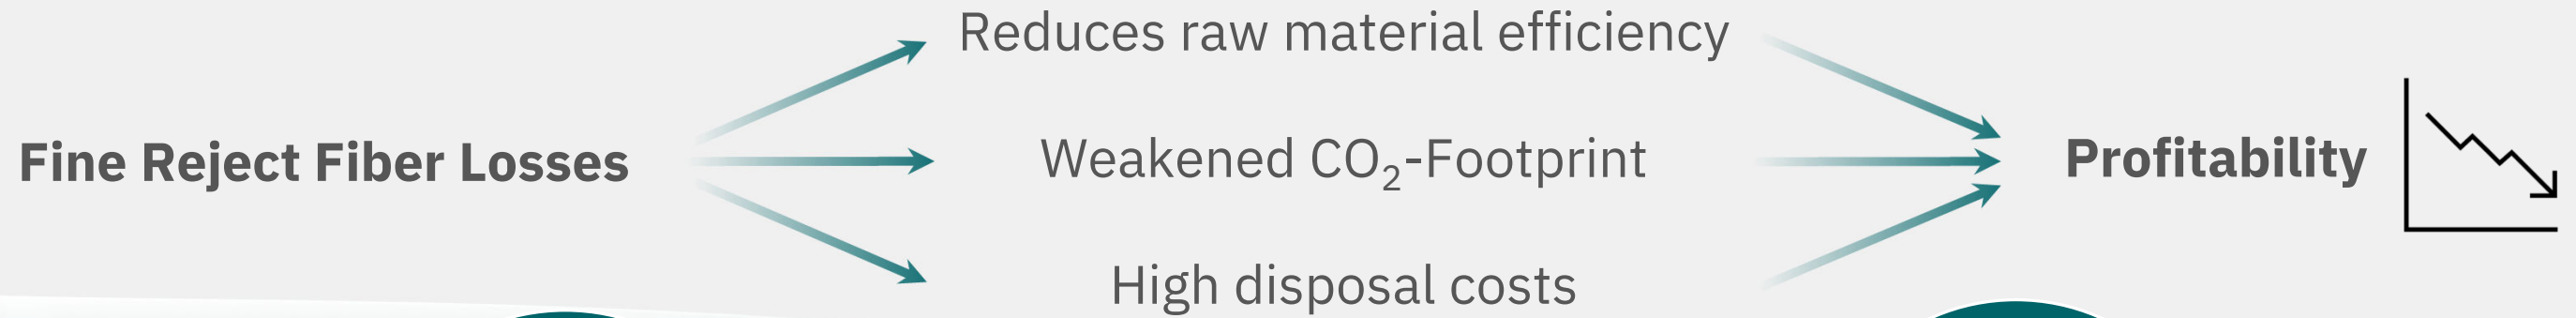 Reduces raw material efficiency
Fine Reject Fiber Losses
Weakened CO₂-Footprint
Profitability
High disposal costs